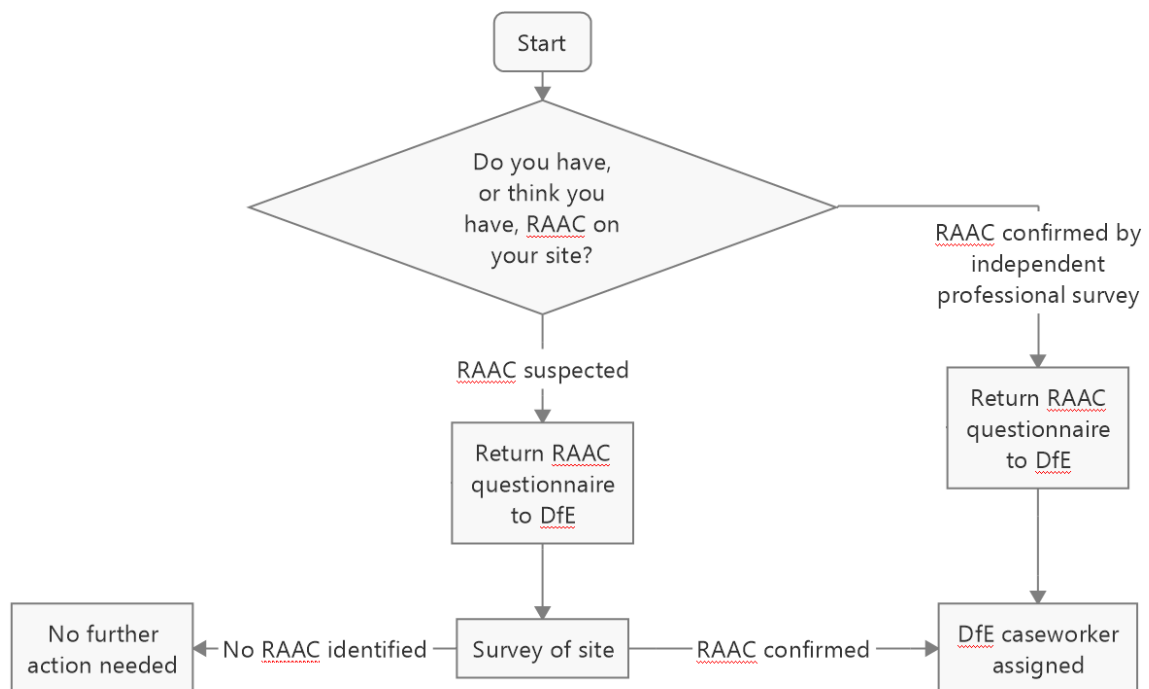 Start
Do you have,
or think you
have, RAAC on
your site?
RAAC confirmed by
independent
professional survey
RAAC suspected
Return RAAC
questionnaire
to DfE
Return RAAC
questionnaire
to DfE
No further
action needed
No RAAC identified
Survey of site
RAAC confirmed
DfE caseworker
assigned